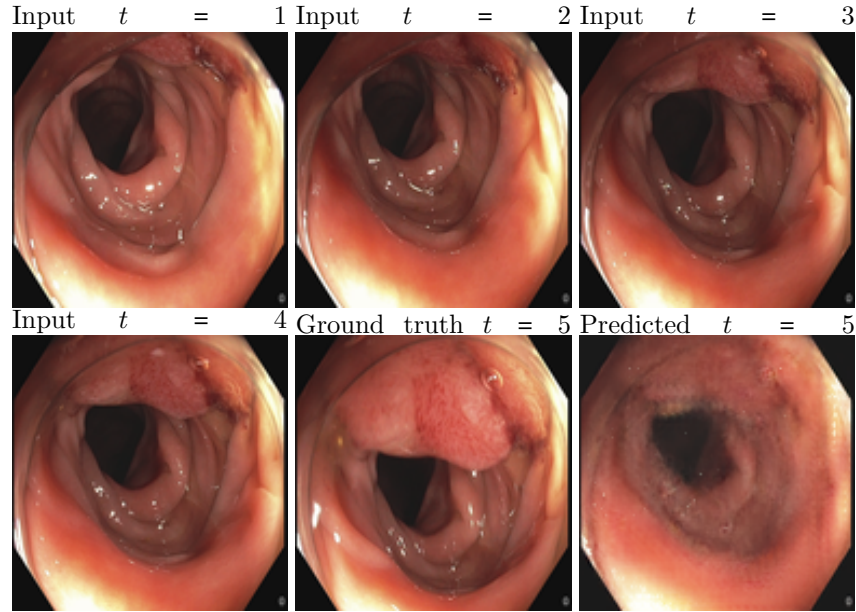 Input t = 1
Input t = 2
Input t = 3
Input t = 4
Ground truth t = 5
Predicted t = 5